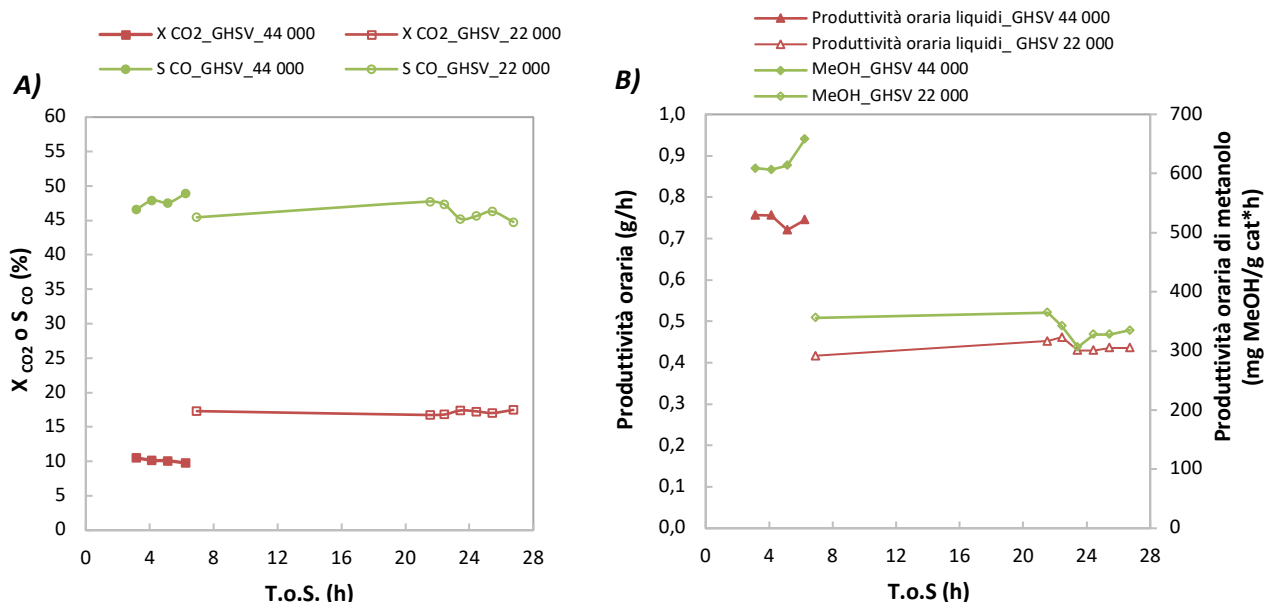 X CO2_GHSV_44 000
X CO2_GHSV_22 000
S CO_GHSV_44 000
S CO_GHSV_22 000
A)
60
55
50
45
40
35
30
25
20
15
10
5
0
X CO2 o S CO (%)
0 4 8 12 16 20 24 28
T.o.S. (h)
Produttività oraria liquidi_GHSV 44 000
Produttività oraria liquidi_ GHSV 22 000
MeOH_GHSV 44 000
MeOH_GHSV 22 000
B)
1,0
0,9
0,8
0,7
0,6
0,5
0,4
0,3
0,2
0,1
0,0
Produttività oraria (g/h)
700
600
500
400
300
200
100
0
Produttività oraria di metanolo
(mg MeOH/g cat*h)
0 4 8 12 16 20 24 28
T.o.S (h)